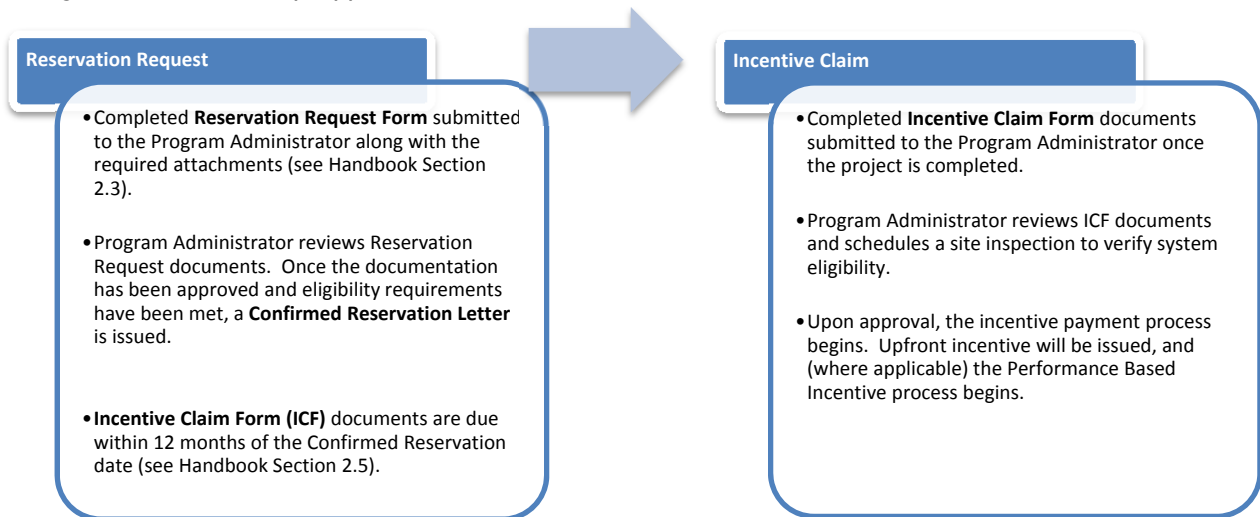 Reservation Request
•Completed Reservation Request Form submitted
to the Program Administrator along with the
required attachments (see Handbook Section
2.3).
•Program Administrator reviews Reservation
Request documents.  Once the documentation
has been approved and eligibility requirements
have been met, a Confirmed Reservation Letter
is issued.
•Incentive Claim Form (ICF) documents are due
within 12 months of the Confirmed Reservation
date (see Handbook Section 2.5).
Incentive Claim
•Completed Incentive Claim Form documents
submitted to the Program Administrator once
the project is completed.
•Program Administrator reviews ICF documents
and schedules a site inspection to verify system
eligibility.
•Upon approval, the incentive payment process
begins.  Upfront incentive will be issued, and
(where applicable) the Performance Based
Incentive process begins.